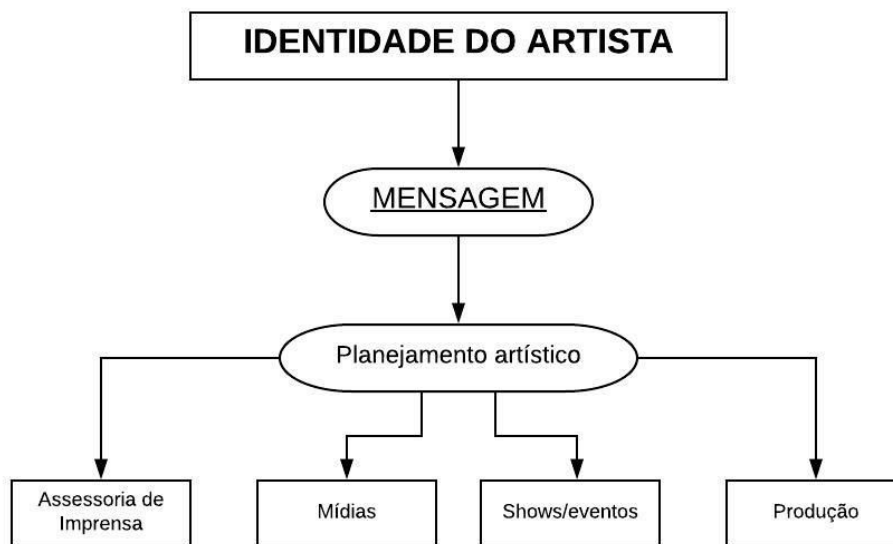 IDENTIDADE DO ARTISTA
MENSAGEM
Planejamento artístico
Assessoria de
Imprensa
Mídias
Shows/eventos
Produção